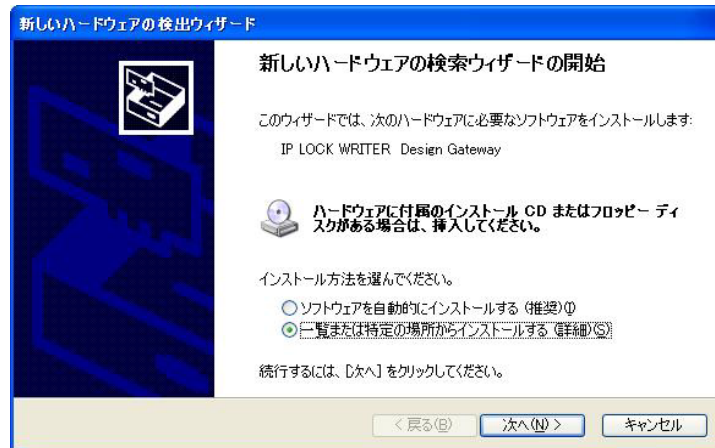 新しいハードウェアの検出ウィザード
新しいハードウェアの検索ウィザードの開始
このウィザードでは、次のハードウェアに必要なソフトウェアをインストールします:
IP LOCK WRITER Design Gateway
ハードウェアに付属のインストール CD またはフロッピー ディ
スクがある場合は、挿入してください。
インストール方法を選んでください。
ソフトウェアを自動的にインストールする (推奨)(I)
一覧または特定の場所からインストールする (詳細)(S)
続行するには、[次へ] をクリックしてください。
< 戻る(B) 次へ(N) > キャンセル